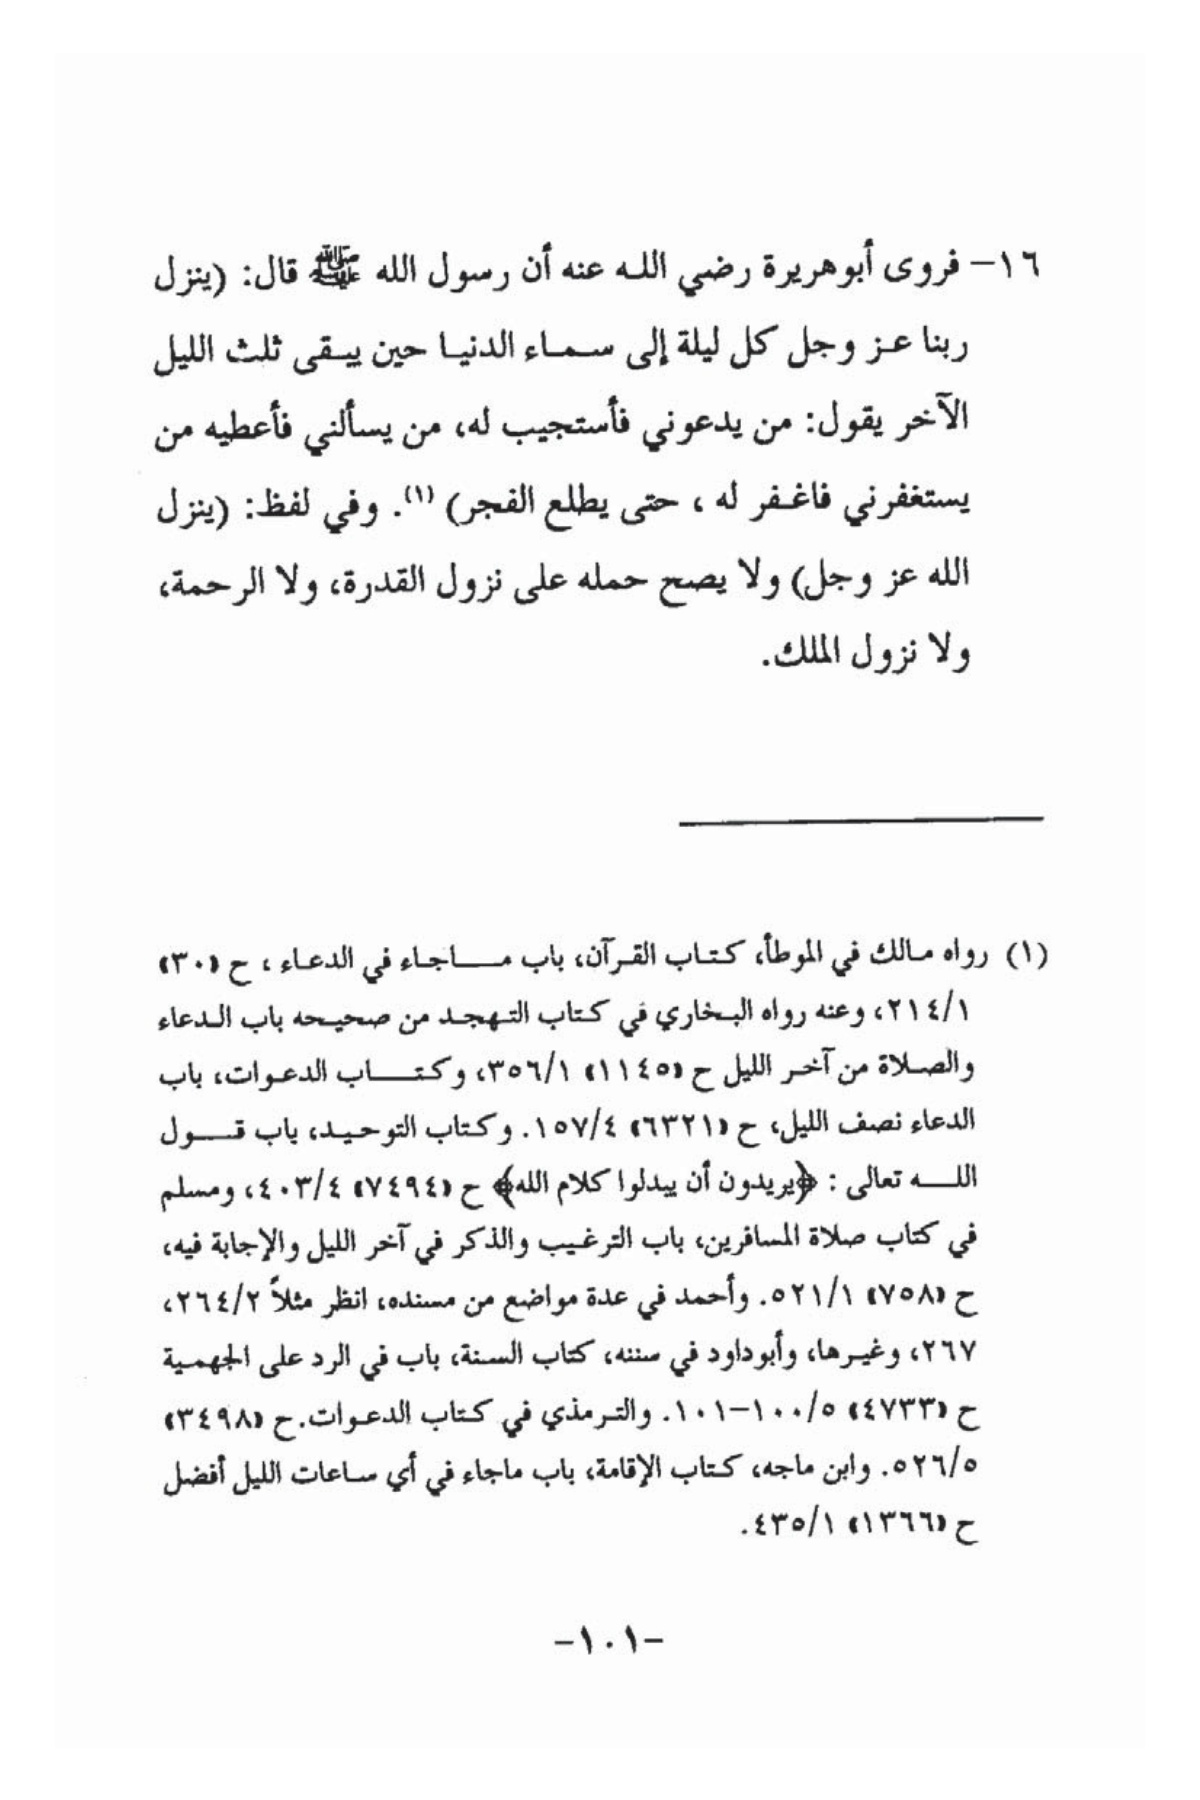 ١٦- فروى أبوهريرة رضي الله عنه أن رسول الله ﷺ قال: (ينزل
ربنا عز وجل كل ليلة إلى سماء الدنيا حين يبقى ثلث الليل
الآخر يقول: من يدعوني فأستجيب له، من يسألني فأعطيه من
يستغفرني فاغفر له ، حتى يطلع الفجر) (١). وفي لفظ: (ينزل
الله عز وجل) ولا يصح حمله على نزول القدرة، ولا الرحمة،
ولا نزول الملك.
(١) رواه مالك في الموطأ، كتاب القرآن، باب ماجاء في الدعاء ، ح «٣٠»
٢١٤/١، وعنه رواه البخاري في كتاب التهجد من صحيحه باب الدعاء
والصلاة من آخر الليل ح «١١٤٥» ٣٥٦/١، وكتاب الدعوات، باب
الدعاء نصف الليل، ح «٦٣٢١» ١٥٧/٤. وكتاب التوحيد، باب قول
الله تعالى : ﴿يريدون أن يبدلوا كلام الله﴾ ح «٧٤٩٤» ٤٠٣/٤، ومسلم
في كتاب صلاة المسافرين، باب الترغيب والذكر في آخر الليل والإجابة فيه،
ح «٧٥٨» ٥٢١/١. وأحمد في عدة مواضع من مسنده، انظر مثلاً ٢٦٤/٢،
٢٦٧، وغيرها، وأبوداود في سننه، كتاب السنة، باب في الرد على الجهمية
ح «٤٧٣٣» ١٠٠/٥-١٠١. والترمذي في كتاب الدعوات.ح «٣٤٩٨»
٥٢٦/٥. وابن ماجه، كتاب الإقامة، باب ماجاء في أي ساعات الليل أفضل
ح «١٣٦٦» ٤٣٥/١.
-١٠١-